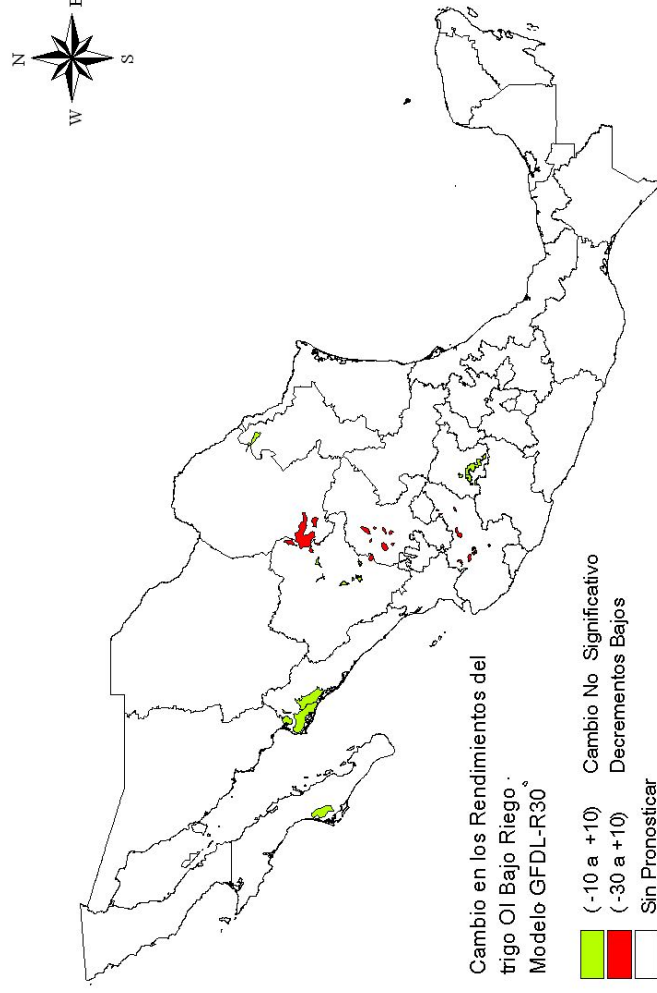 N
W
E
S
Cambio en los Rendimientos del
trigo OI Bajo Riego
Modelo GFDL-R30
(-10 a +10) Cambio No Significativo
(-30 a +10) Decrementos Bajos
Sin Pronosticar